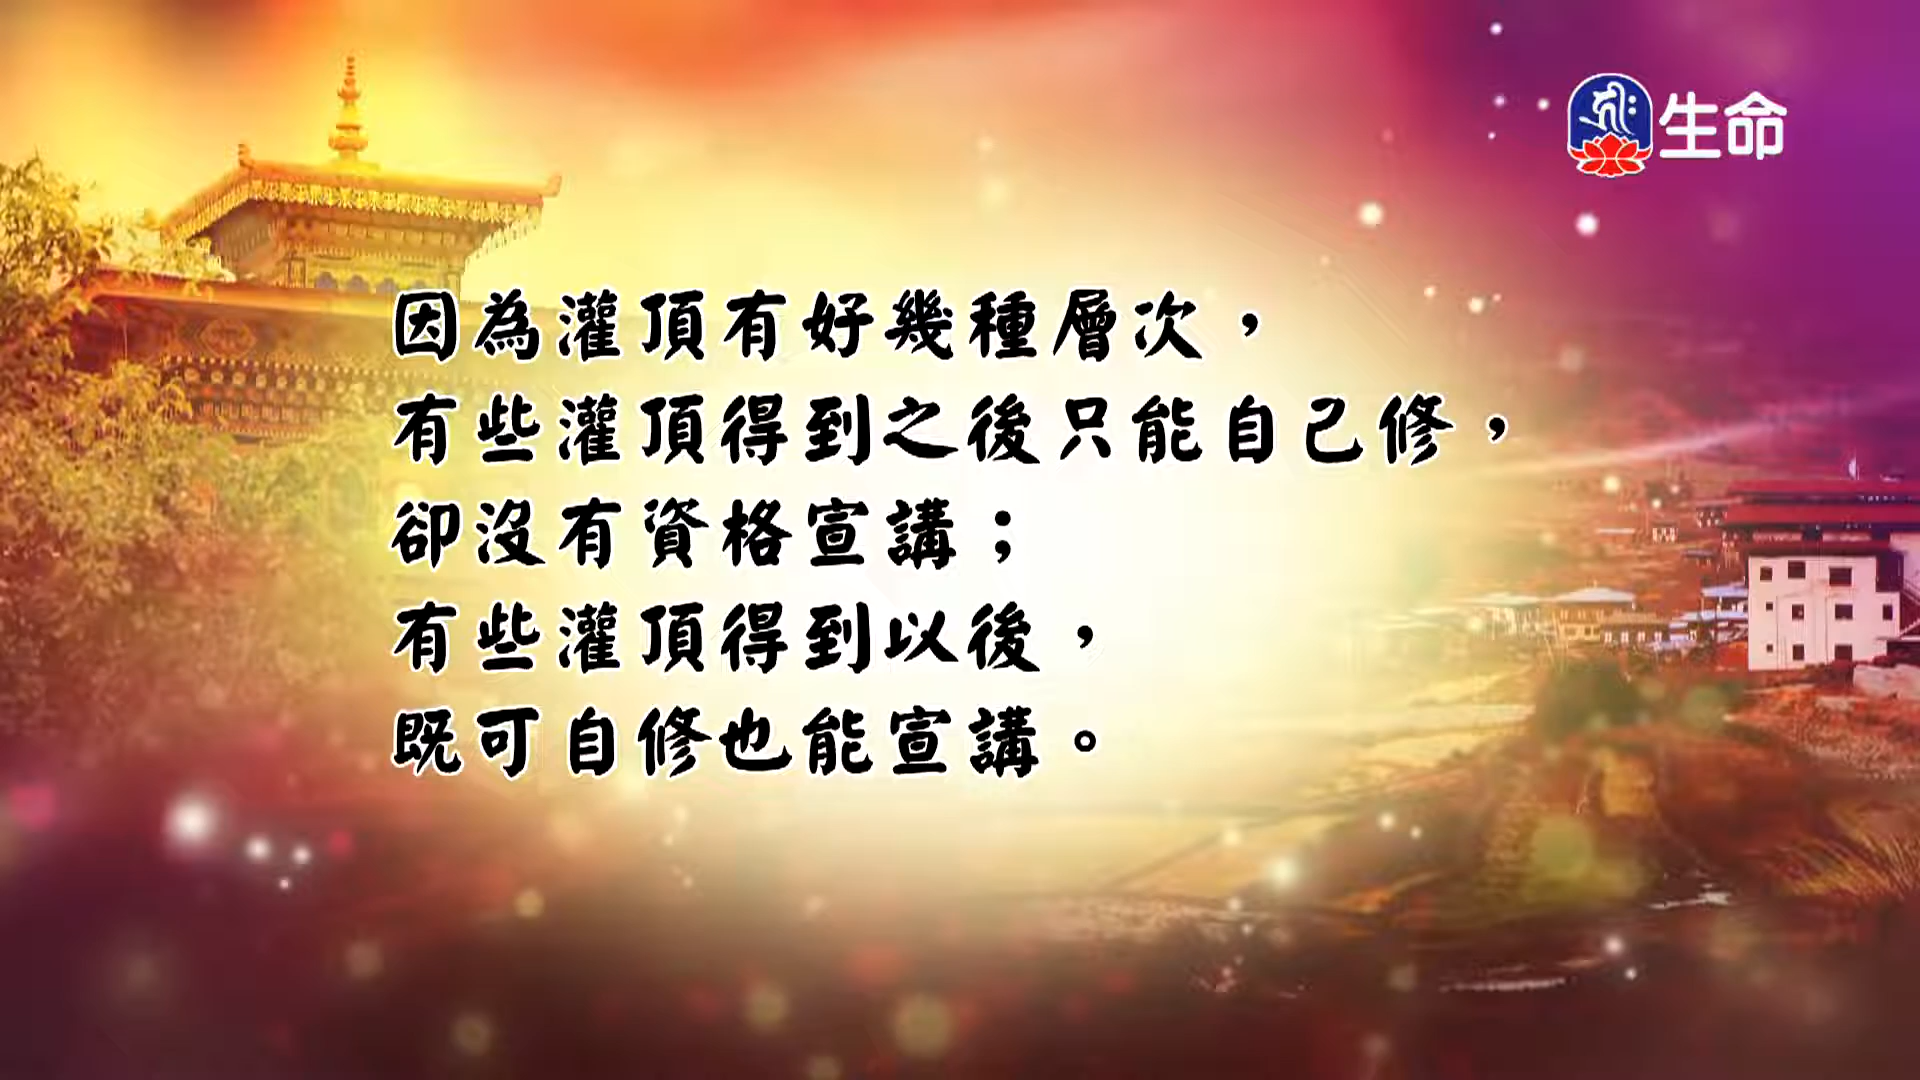 生命
因為灌頂有好幾種層次，
有些灌頂得到之後只能自己修，
卻沒有資格宣講；
有些灌頂得到以後，
既可自修也能宣講。